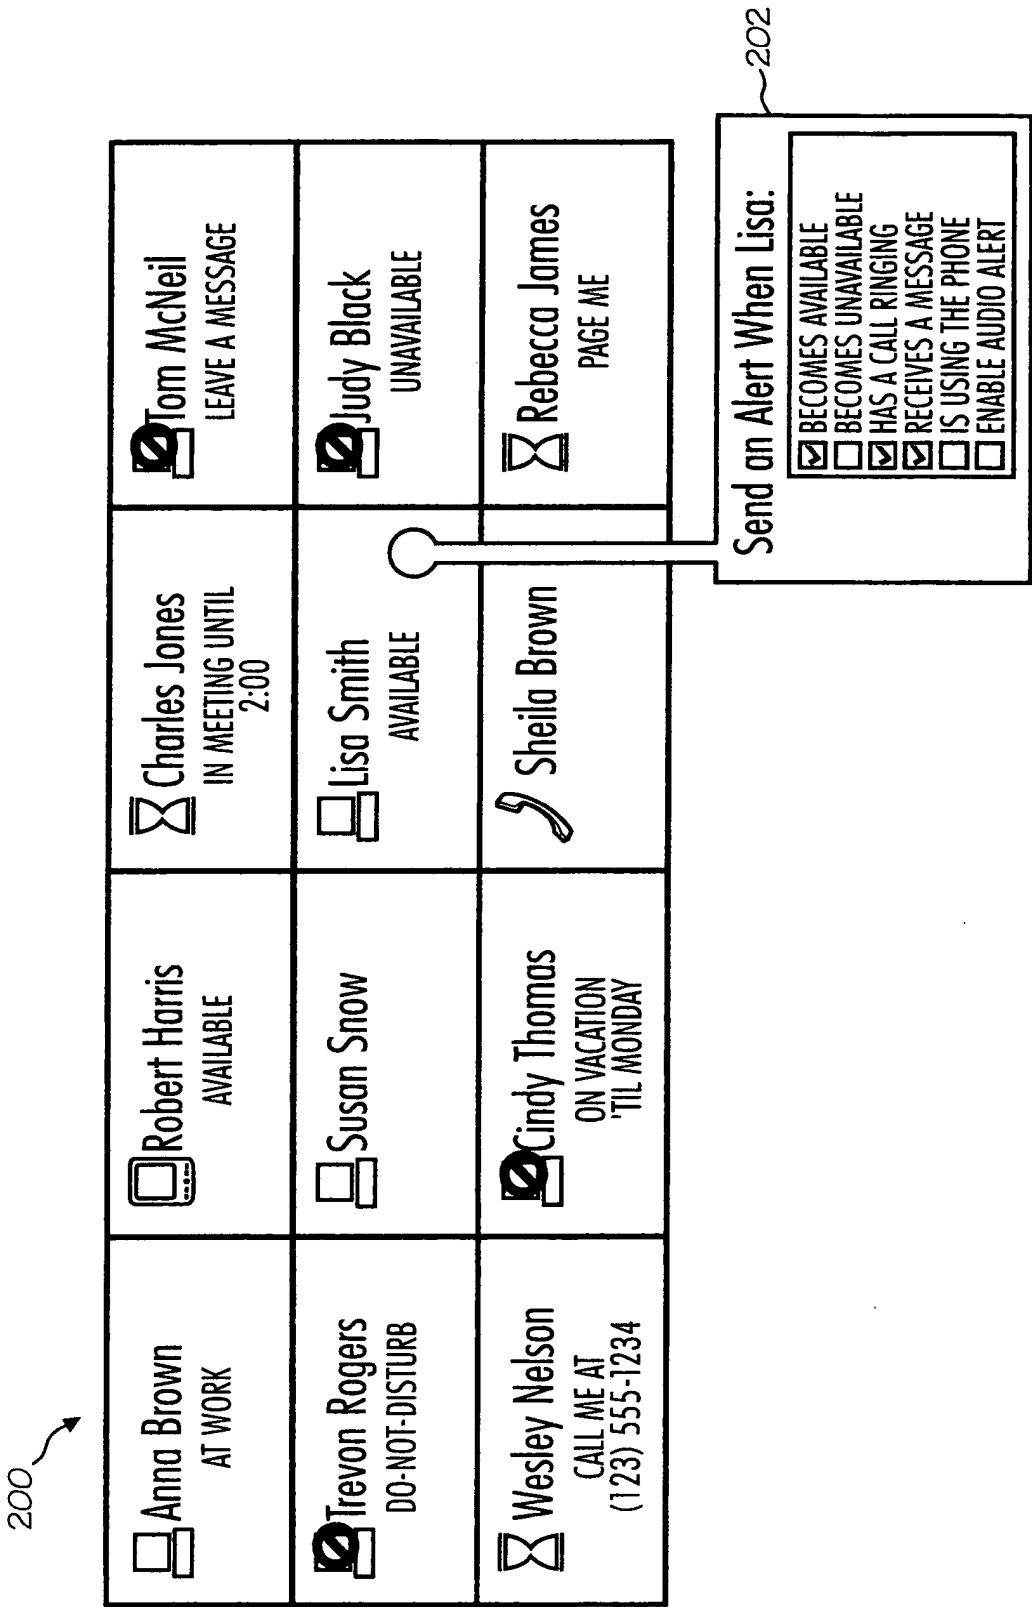 200
Anna Brown
AT WORK
Robert Harris
AVAILABLE
Charles Jones
IN MEETING UNTIL
2:00
Tom McNeil
LEAVE A MESSAGE
Trevon Rogers
DO-NOT-DISTURB
Susan Snow
Lisa Smith
AVAILABLE
Judy Black
UNAVAILABLE
Wesley Nelson
CALL ME AT
(123) 555-1234
Cindy Thomas
ON VACATION
'TIL MONDAY
Sheila Brown
Rebecca James
PAGE ME
202
Send an Alert When Lisa:
BECOMES AVAILABLE
BECOMES UNAVAILABLE
HAS A CALL RINGING
RECEIVES A MESSAGE
IS USING THE PHONE
ENABLE AUDIO ALERT